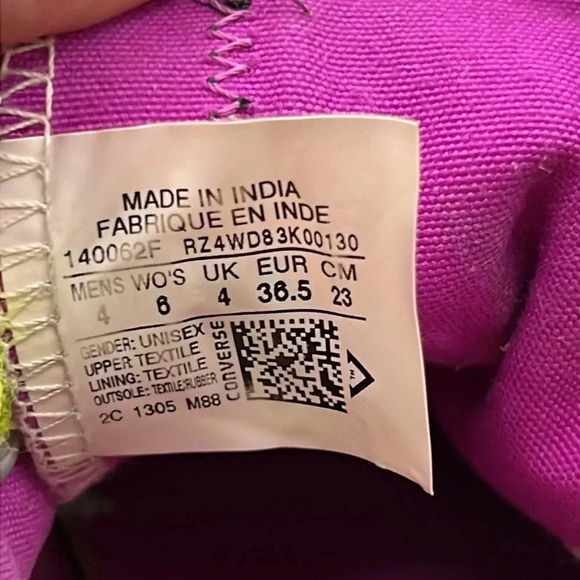 MADE IN INDIA
FABRIQUE EN INDE
140062F RZ4WD83K00130
MENS WO'S UK EUR CM
4 6 4 36.5 23
GENDER: UNISEX
UPPER TEXTILE
LINING: TEXTILE
OUTSOLE: TEXTILE/RUBBER
2C 1305 M88
CONVERSE